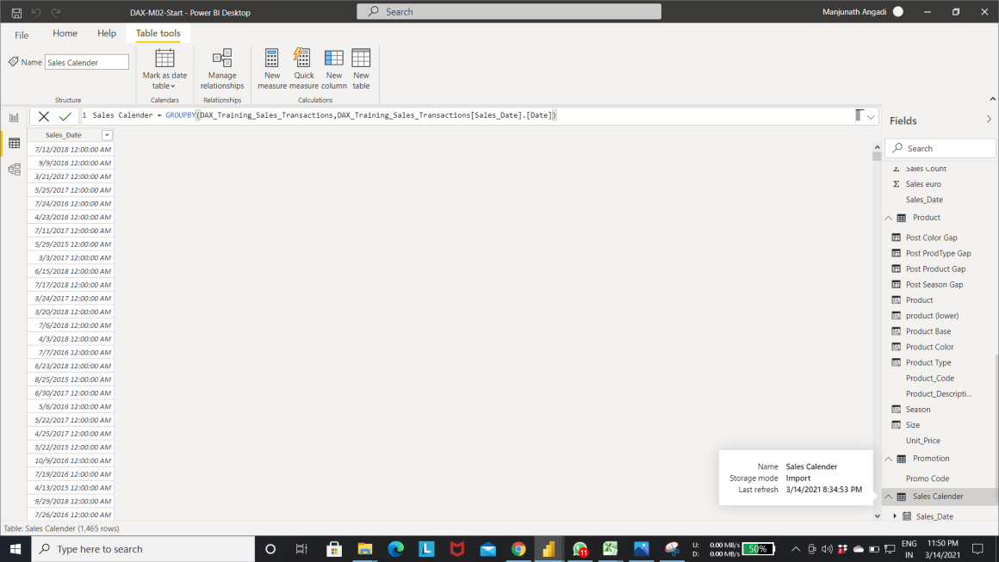 DAX-M02-Start - Power BI Desktop
Search
Manjunath Angadi
File
Home
Help
Table tools
Name
Sales Calender
Mark as date
table
Manage
relationships
New
measure
Quick
measure
New
column
New
table
Structure
Calendars
Relationships
Calculations
1 Sales Calender = GROUPBY(DAX_Training_Sales_Transactions,DAX_Training_Sales_Transactions[Sales_Date].[Date])
Fields
Search
Sales_Date
7/12/2018 12:00:00 AM
9/9/2016 12:00:00 AM
3/21/2017 12:00:00 AM
5/25/2017 12:00:00 AM
7/24/2016 12:00:00 AM
4/23/2016 12:00:00 AM
7/11/2017 12:00:00 AM
5/29/2015 12:00:00 AM
3/3/2017 12:00:00 AM
6/15/2018 12:00:00 AM
7/17/2018 12:00:00 AM
3/24/2017 12:00:00 AM
3/20/2018 12:00:00 AM
7/6/2018 12:00:00 AM
4/3/2018 12:00:00 AM
7/7/2016 12:00:00 AM
6/23/2018 12:00:00 AM
8/25/2015 12:00:00 AM
6/30/2017 12:00:00 AM
5/6/2016 12:00:00 AM
5/22/2017 12:00:00 AM
4/25/2017 12:00:00 AM
5/22/2015 12:00:00 AM
10/9/2016 12:00:00 AM
7/19/2016 12:00:00 AM
4/13/2015 12:00:00 AM
9/29/2018 12:00:00 AM
7/26/2016 12:00:00 AM
Sales Count
Sales euro
Sales_Date
Product
Post Color Gap
Post ProdType Gap
Post Product Gap
Post Season Gap
Product
product (lower)
Product Base
Product Color
Product Type
Product_Code
Product_Descripti...
Season
Size
Unit_Price
Promotion
Promo Code
Sales Calender
Sales_Date
Name Sales Calender
Storage mode Import
Last refresh 3/14/2021 8:34:53 PM
Table: Sales Calender (1,465 rows)
Type here to search
L
11
U: 0.00 MB/s
D: 0.00 MB/s
50%
2
ENG
IN
11:50 PM
3/14/2021